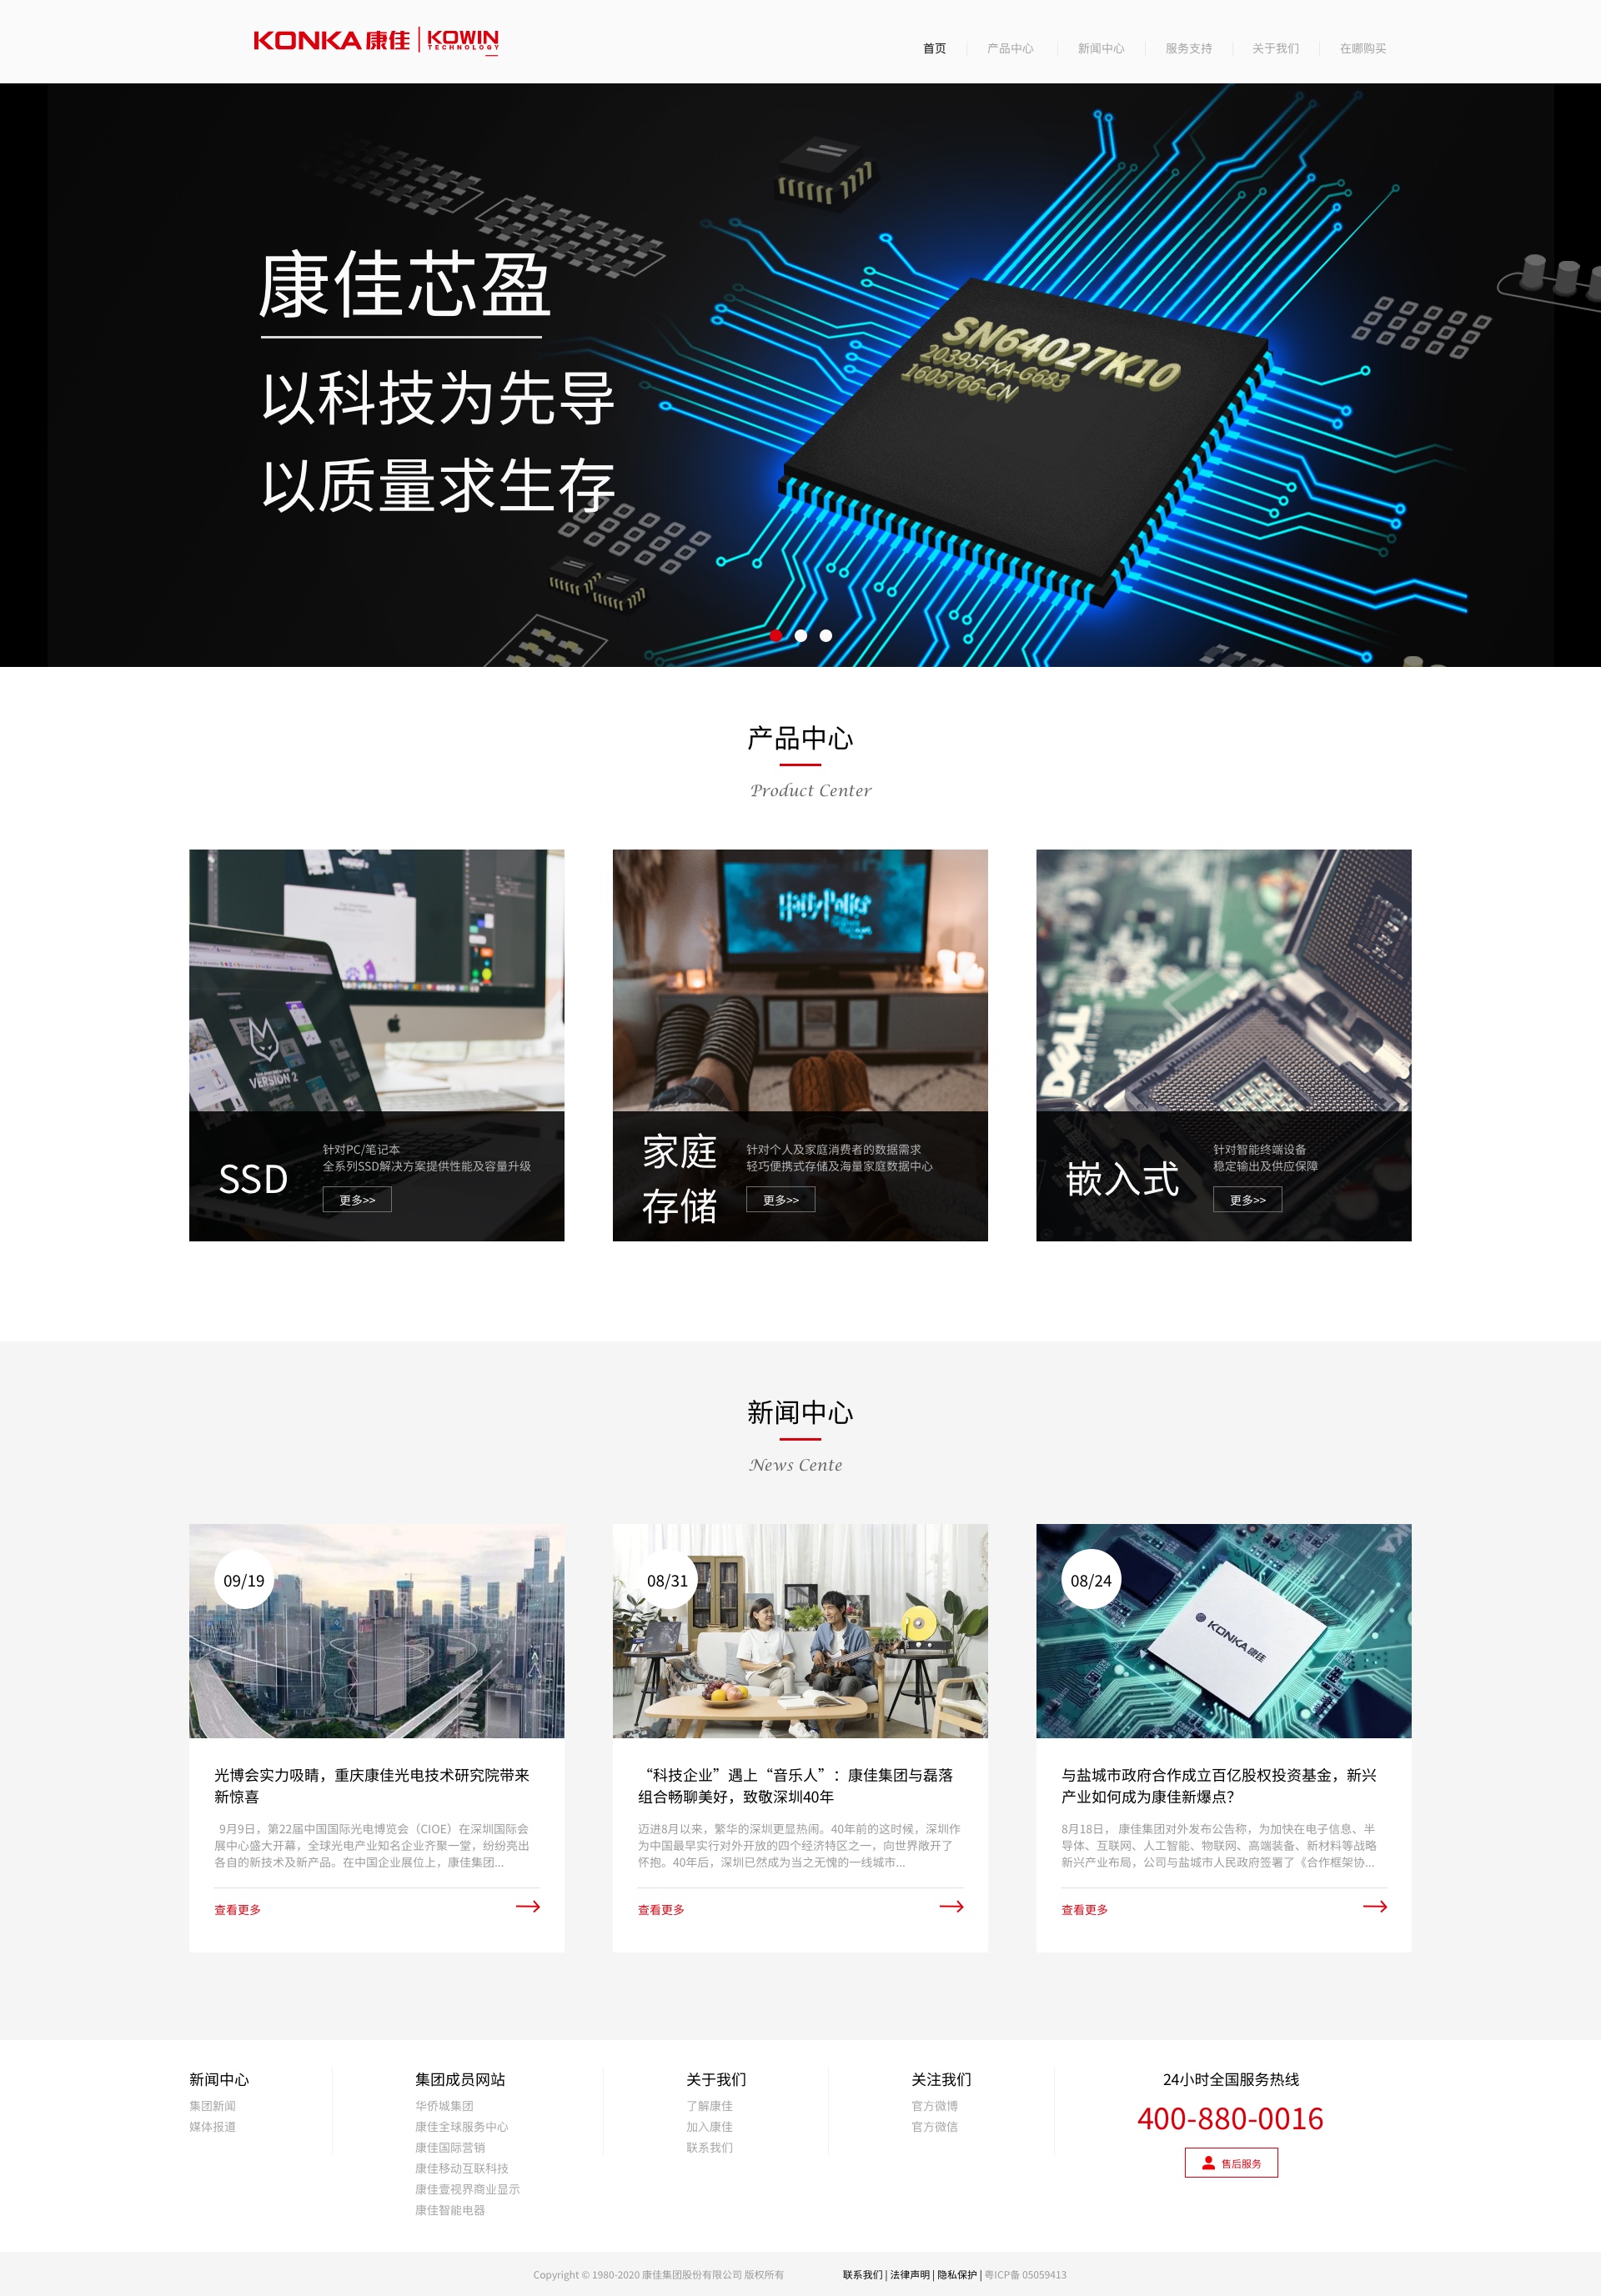 KONKA 康佳 KOWIN
TECHNOLOGY
首页 产品中心 新闻中心 服务支持 关于我们 在哪购买
康佳芯盈
以科技为先导
以质量求生存
SN64027K10
20395FKA-G683
1605766-CN
产品中心
Product Center
VERSION 2
Harry Potter
DELL
SSD
针对PC/笔记本
全系列SSD解决方案提供性能及容量升级
更多>>
家庭
存储
针对个人及家庭消费者的数据需求
轻巧便携式存储及海量家庭数据中心
更多>>
嵌入式
针对智能终端设备
稳定输出及供应保障
更多>>
新闻中心
News Cente
09/19
光博会实力吸睛，重庆康佳光电技术研究院带来
新惊喜
9月9日，第22届中国国际光电博览会（CIOE）在深圳国际会
展中心盛大开幕，全球光电产业知名企业齐聚一堂，纷纷亮出
各自的新技术及新产品。在中国企业展位上，康佳集团...
查看更多
08/31
“科技企业”遇上“音乐人”：康佳集团与磊落
组合畅聊美好，致敬深圳40年
迈进8月以来，繁华的深圳更显热闹。40年前的这时候，深圳作
为中国最早实行对外开放的四个经济特区之一，向世界敞开了
怀抱。40年后，深圳已然成为当之无愧的一线城市...
查看更多
08/24
KONKA 康佳
与盐城市政府合作成立百亿股权投资基金，新兴
产业如何成为康佳新爆点？
8月18日， 康佳集团对外发布公告称，为加快在电子信息、半
导体、互联网、人工智能、物联网、高端装备、新材料等战略
新兴产业布局，公司与盐城市人民政府签署了《合作框架协...
查看更多
新闻中心
集团新闻
媒体报道
集团成员网站
华侨城集团
康佳全球服务中心
康佳国际营销
康佳移动互联科技
康佳壹视界商业显示
康佳智能电器
关于我们
了解康佳
加入康佳
联系我们
关注我们
官方微博
官方微信
24小时全国服务热线
400-880-0016
售后服务
Copyright © 1980-2020 康佳集团股份有限公司 版权所有 联系我们 | 法律声明 | 隐私保护 | 粤ICP备 05059413